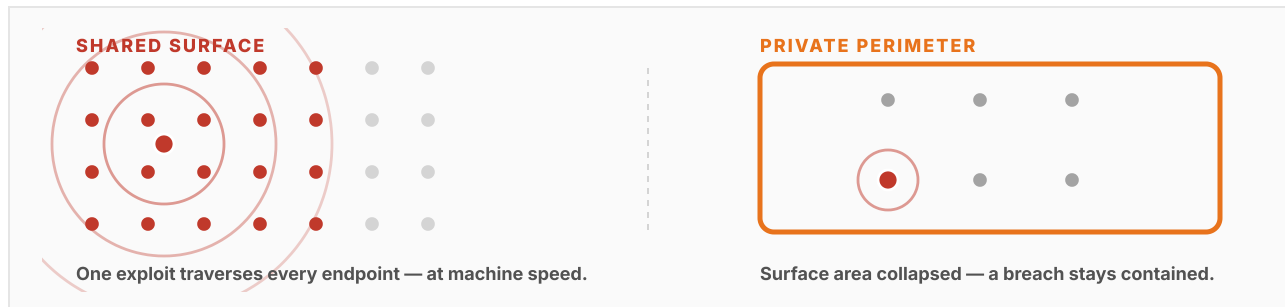 SHARED SURFACE
One exploit traverses every endpoint — at machine speed.
PRIVATE PERIMETER
Surface area collapsed — a breach stays contained.